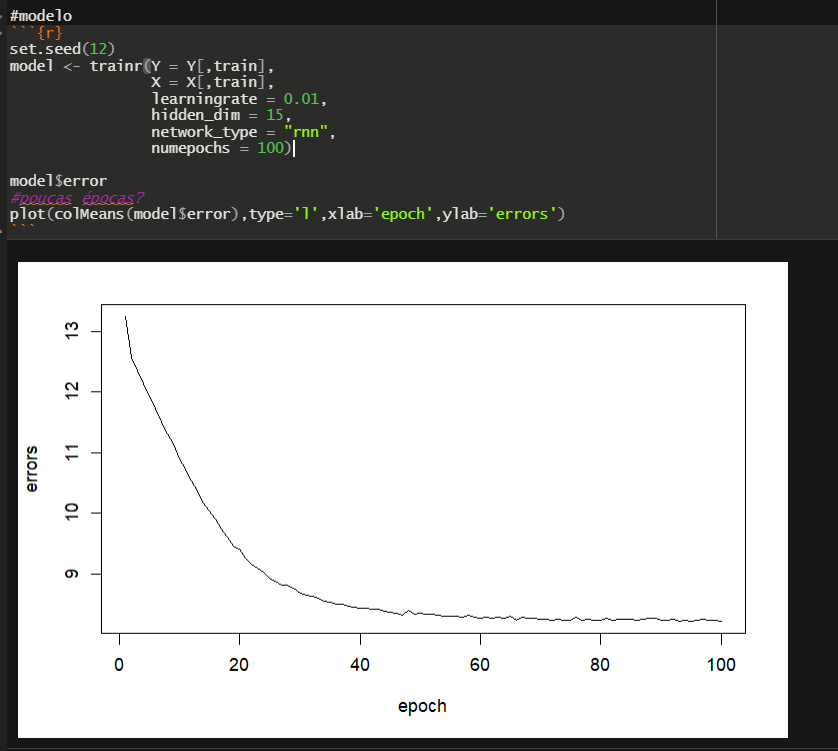 #modelo
```{r}
set.seed(12)
model <- trainr(Y = Y[,train],
X = X[,train],
learningrate = 0.01,
hidden_dim = 15,
network_type = "rnn",
numepochs = 100)
model$error
#poucas épocas?
plot(colMeans(model$error),type='l',xlab='epoch',ylab='errors')
```
13
12
11
10
9
errors
0 20 40 60 80 100
epoch